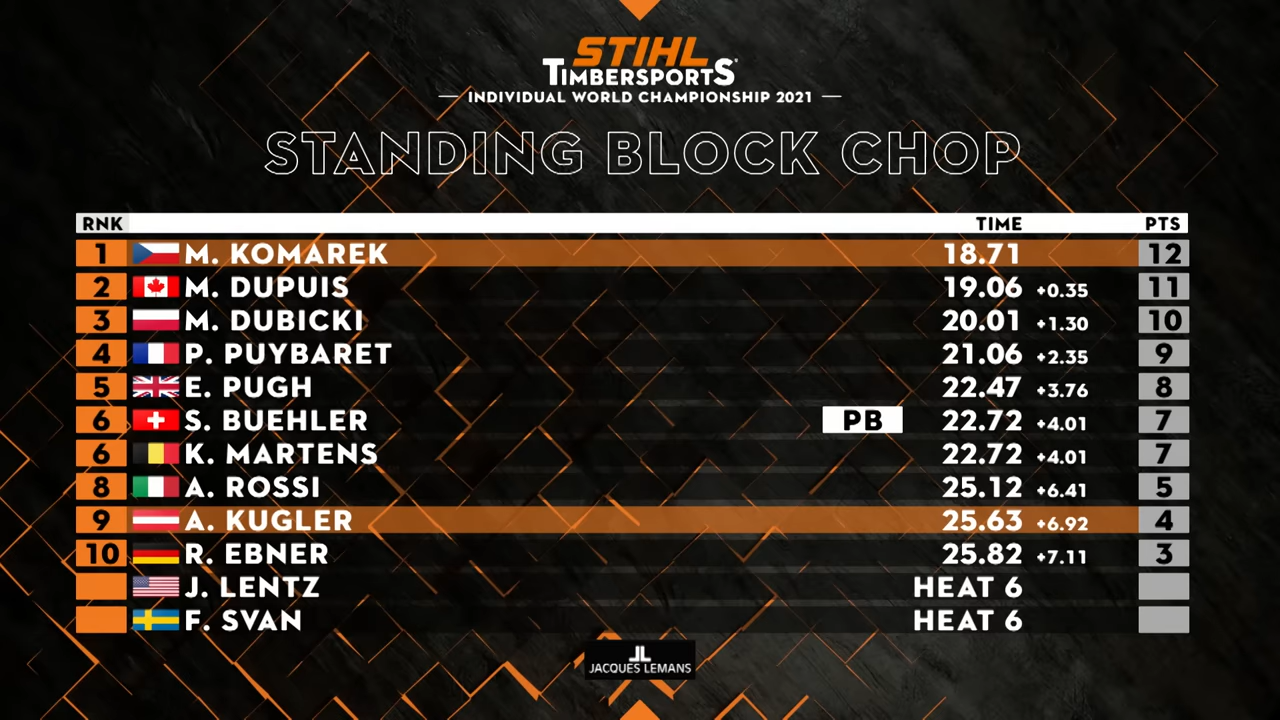 STIHL
TIMBERSPORTS
INDIVIDUAL WORLD CHAMPIONSHIP 2021
STANDING BLOCK CHOP
RNK TIME PTS
1 M. KOMAREK 18.71 12
2 M. DUPUIS 19.06 +0.35 11
3 M. DUBICKI 20.01 +1.30 10
4 P. PUYBARET 21.06 +2.35 9
5 E. PUGH 22.47 +3.76 8
6 S. BUEHLER PB 22.72 +4.01 7
6 K. MARTENS 22.72 +4.01 7
8 A. ROSSI 25.12 +6.41 5
9 A. KUGLER 25.63 +6.92 4
10 R. EBNER 25.82 +7.11 3
J. LENTZ HEAT 6
F. SVAN HEAT 6
JL
JACQUES LEMANS